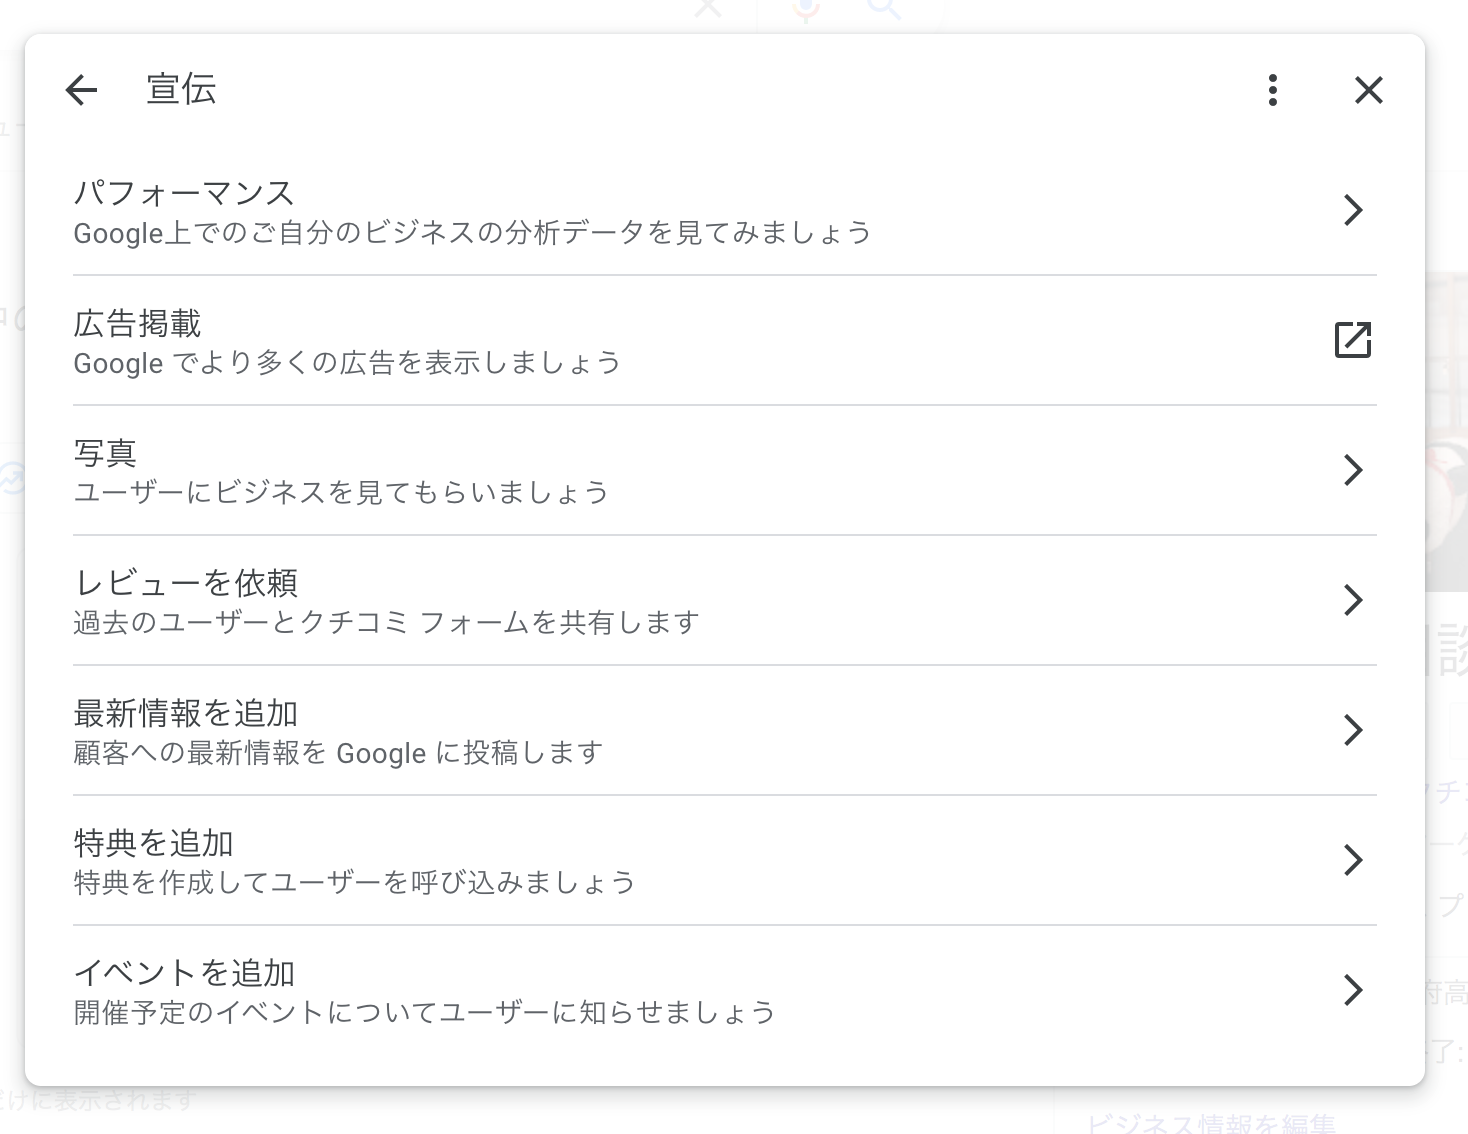 宣伝
パフォーマンス
Google上でのご自分のビジネスの分析データを見てみましょう
広告掲載
Google でより多くの広告を表示しましょう
写真
ユーザーにビジネスを見てもらいましょう
レビューを依頼
過去のユーザーとクチコミ フォームを共有します
最新情報を追加
顧客への最新情報を Google に投稿します
特典を追加
特典を作成してユーザーを呼び込みましょう
イベントを追加
開催予定のイベントについてユーザーに知らせましょう
だけに表示されます
ビジネス情報を編集